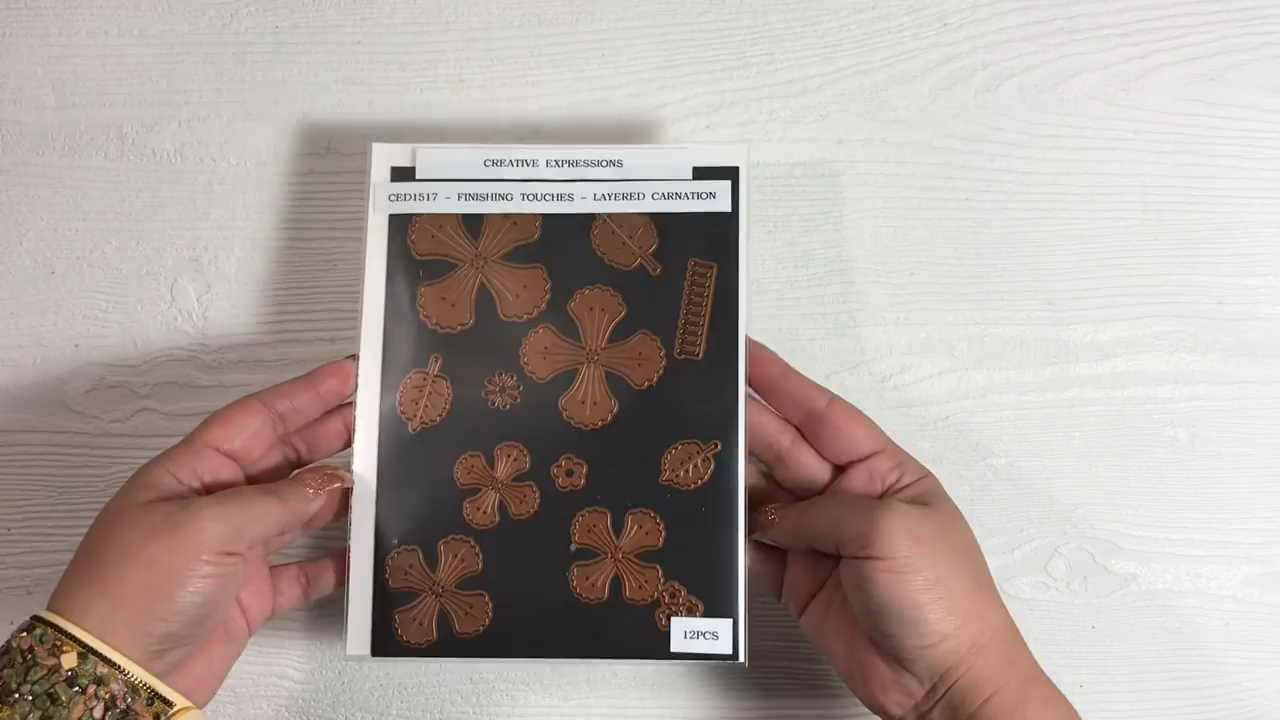 CREATIVE EXPRESSIONS
CED1517 - FINISHING TOUCHES - LAYERED CARNATION
12PCS